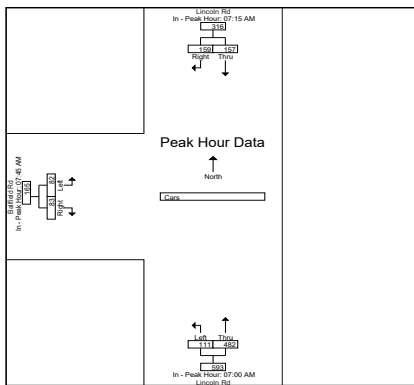 Lincoln Rd
In - Peak Hour: 07:15 AM
316
159 157
Right Thru
Peak Hour Data
North
Cars
Ballfield Rd
In - Peak Hour: 07:45 AM
165
82
83
Left
Right
Left Thru
111 482
593
In - Peak Hour: 07:00 AM
Lincoln Rd